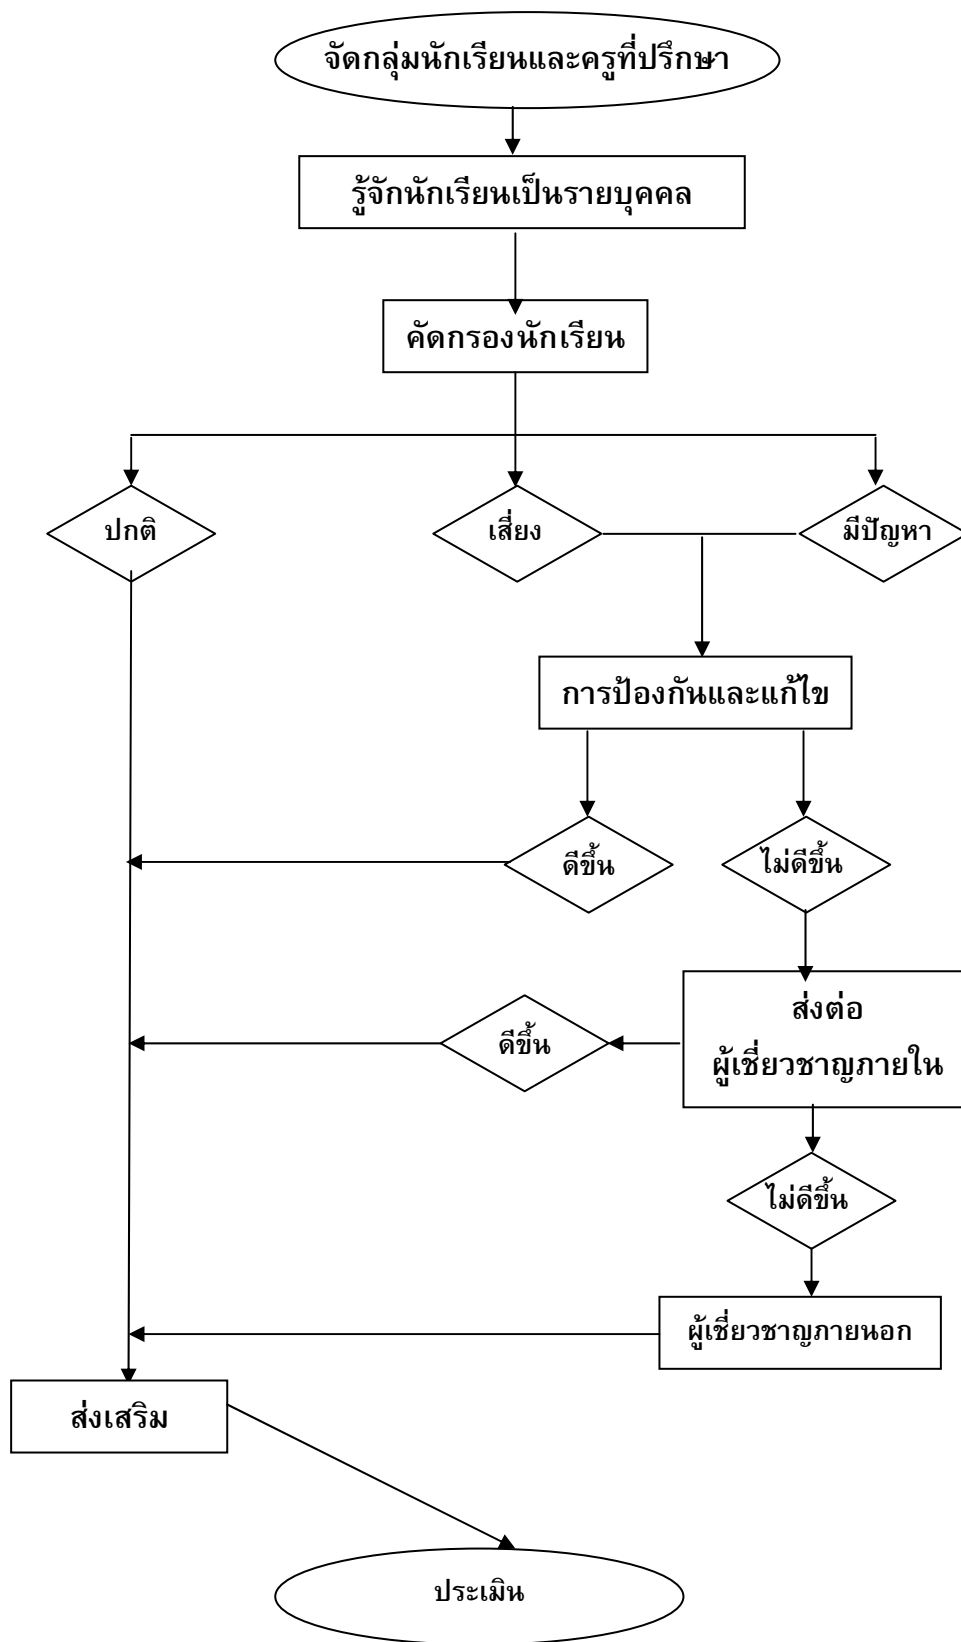 จัดกลุ่มนักเรียนและครูที่ปรึกษา
รู้จักนักเรียนเป็นรายบุคคล
คัดกรองนักเรียน
ปกติ
เสี่ยง
มีปัญหา
การป้องกันและแก้ไข
ดีขึ้น
ไม่ดีขึ้น
ส่งต่อ
ผู้เชี่ยวชาญภายใน
ดีขึ้น
ไม่ดีขึ้น
ผู้เชี่ยวชาญภายนอก
ส่งเสริม
ประเมิน